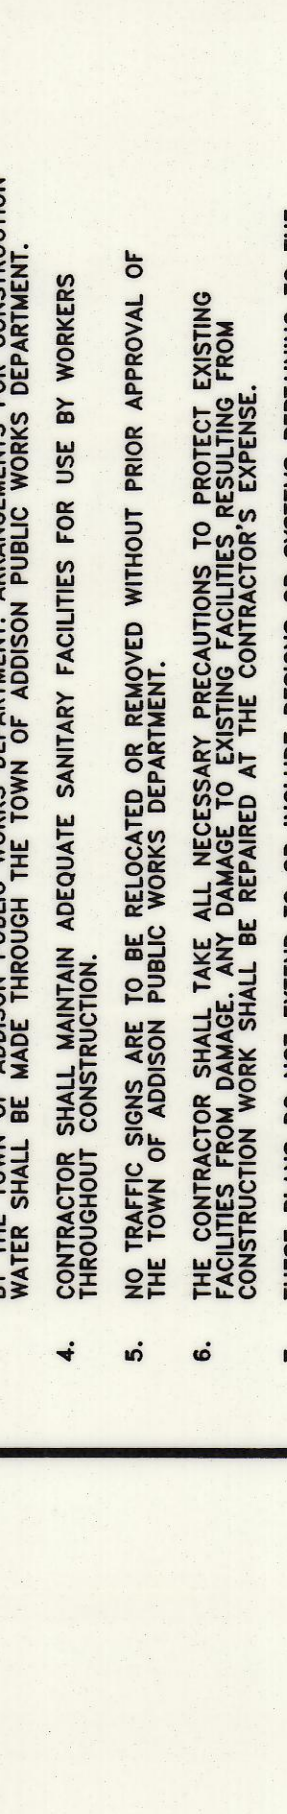 BY THE TOWN OF ADDISON PUBLIC WORKS DEPARTMENT. ARRANGEMENTS FOR CONSTRUCTION
WATER SHALL BE MADE THROUGH THE TOWN OF ADDISON PUBLIC WORKS DEPARTMENT.
4. CONTRACTOR SHALL MAINTAIN ADEQUATE SANITARY FACILITIES FOR USE BY WORKERS
THROUGHOUT CONSTRUCTION.
5. NO TRAFFIC SIGNS ARE TO BE RELOCATED OR REMOVED WITHOUT PRIOR APPROVAL OF
THE TOWN OF ADDISON PUBLIC WORKS DEPARTMENT.
6. THE CONTRACTOR SHALL TAKE ALL NECESSARY PRECAUTIONS TO PROTECT EXISTING
FACILITIES FROM DAMAGE. ANY DAMAGE TO EXISTING FACILITIES RESULTING FROM
CONSTRUCTION WORK SHALL BE REPAIRED AT THE CONTRACTOR'S EXPENSE.
THESE PLANS DO NOT EXTEND TO OR INCLUDE DESIGNS OR SYSTEMS PERTAINING TO THE